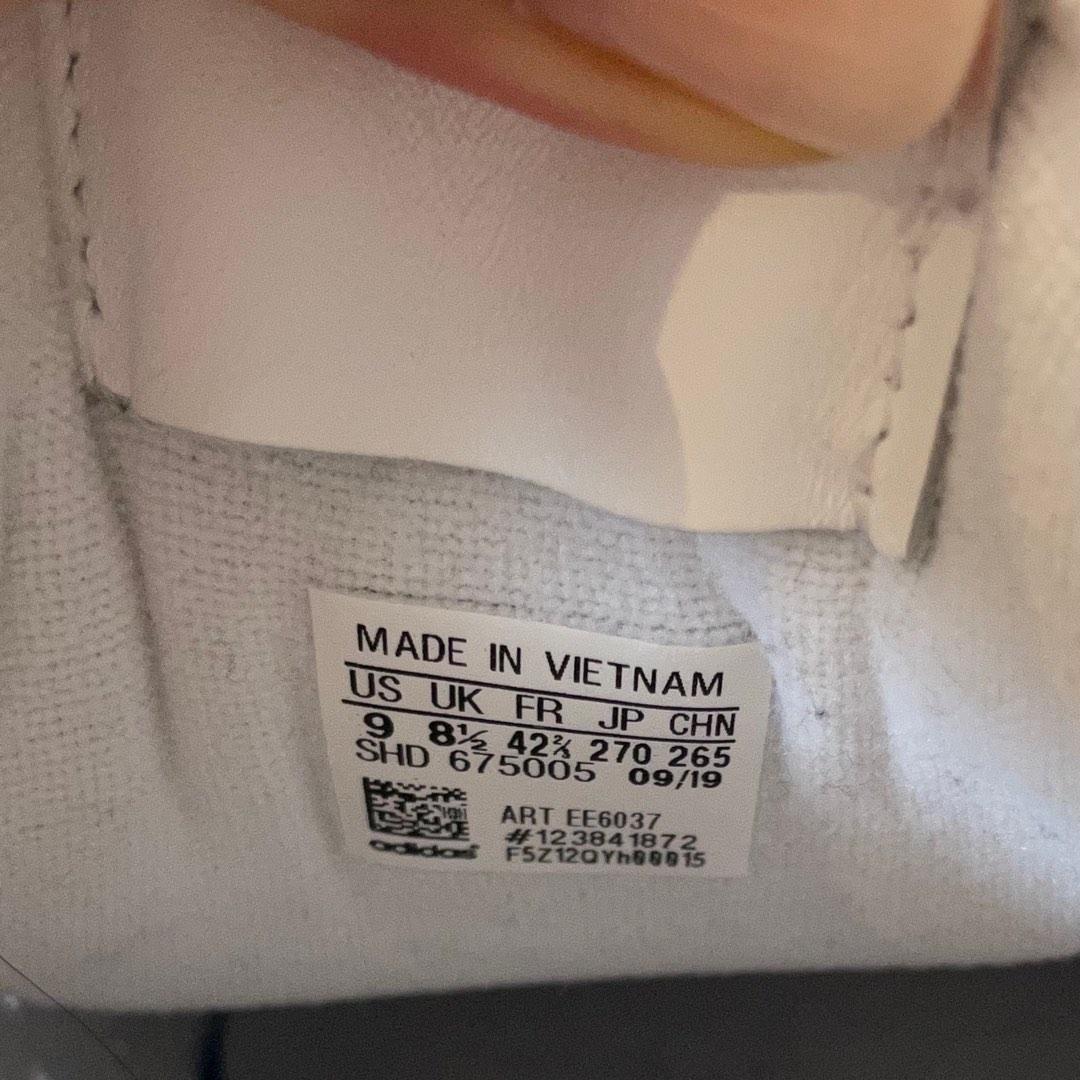 MADE IN VIETNAM
US UK FR JP CHN
9 8½ 42⅔ 270 265
SHD 675005 09/19
ART EE6037
#123841872
adidas F5Z12QYh00015